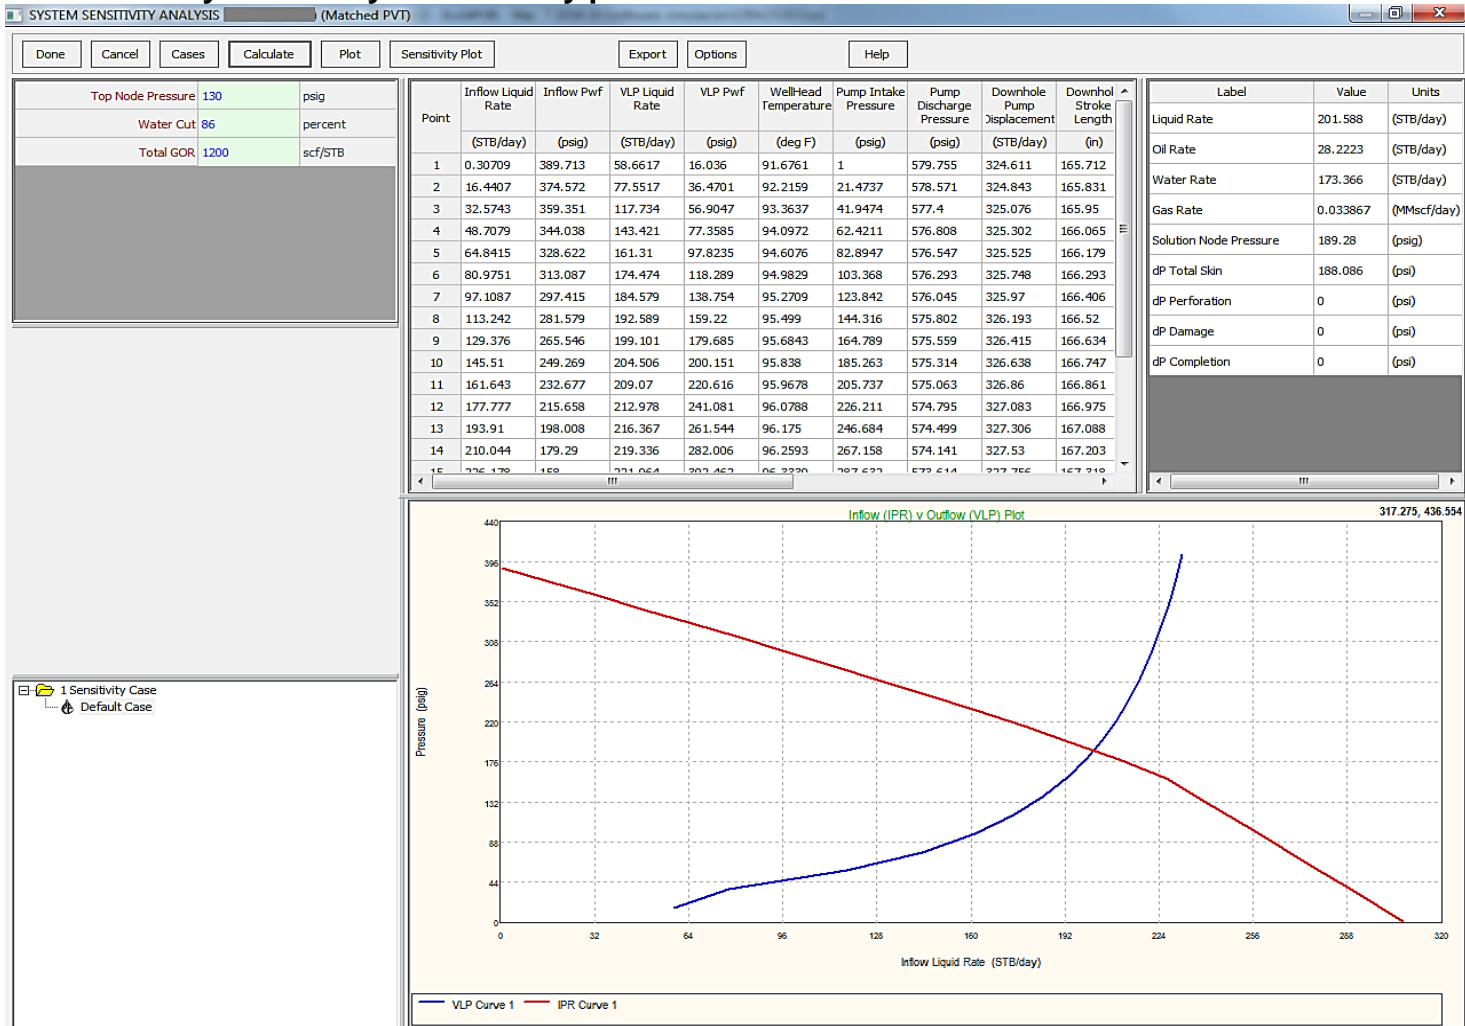 SYSTEM SENSITIVITY ANALYSIS (Matched PVT)
Done Cancel Cases Calculate Plot Sensitivity Plot Export Options Help
Top Node Pressure 130 psig
Water Cut 86 percent
Total GOR 1200 scf/STB
Point Inflow Liquid Rate Inflow Pwf VLP Liquid Rate VLP Pwf WellHead Temperature Pump Intake Pressure Pump Discharge Pressure Downhole Pump Displacement Downhol Stroke Length
(STB/day) (psig) (STB/day) (psig) (deg F) (psig) (psig) (STB/day) (in)
1 0.30709 389.713 58.6617 16.036 91.6761 1 579.755 324.611 165.712
2 16.4407 374.572 77.5517 36.4701 92.2159 21.4737 578.571 324.843 165.831
3 32.5743 359.351 117.734 56.9047 93.3637 41.9474 577.4 325.076 165.95
4 48.7079 344.038 143.421 77.3585 94.0972 62.4211 576.808 325.302 166.065
5 64.8415 328.622 161.31 97.8235 94.6076 82.8947 576.547 325.525 166.179
6 80.9751 313.087 174.474 118.289 94.9829 103.368 576.293 325.748 166.293
7 97.1087 297.415 184.579 138.754 95.2709 123.842 576.045 325.97 166.406
8 113.242 281.579 192.589 159.22 95.499 144.316 575.802 326.193 166.52
9 129.376 265.546 199.101 179.685 95.6843 164.789 575.559 326.415 166.634
10 145.51 249.269 204.506 200.151 95.838 185.263 575.314 326.638 166.747
11 161.643 232.677 209.07 220.616 95.9678 205.737 575.063 326.86 166.861
12 177.777 215.658 212.978 241.081 96.0788 226.211 574.795 327.083 166.975
13 193.91 198.008 216.367 261.544 96.175 246.684 574.499 327.306 167.088
14 210.044 179.29 219.336 282.006 96.2593 267.158 574.141 327.53 167.203
Label Value Units
Liquid Rate 201.588 (STB/day)
Oil Rate 28.2223 (STB/day)
Water Rate 173.366 (STB/day)
Gas Rate 0.033867 (MMscf/day)
Solution Node Pressure 189.28 (psig)
dP Total Skin 188.086 (psi)
dP Perforation 0 (psi)
dP Damage 0 (psi)
dP Completion 0 (psi)
1 Sensitivity Case
Default Case
Inflow (IPR) v Outflow (VLP) Plot
317.275, 436.554
440
396
352
308
264
220
176
132
88
44
0
Pressure (psig)
0 32 64 96 128 160 192 224 256 288 320
Inflow Liquid Rate (STB/day)
VLP Curve 1 IPR Curve 1